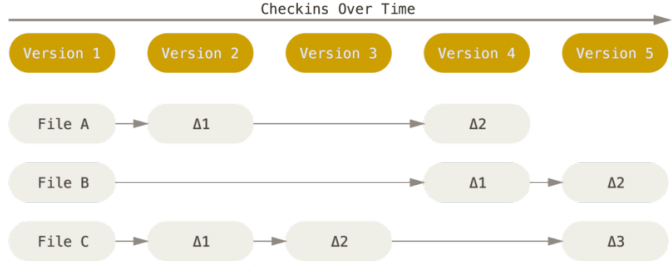 Checkins Over Time
Version 1 Version 2 Version 3 Version 4 Version 5
File A Δ1 Δ2
File B Δ1 Δ2
File C Δ1 Δ2 Δ3